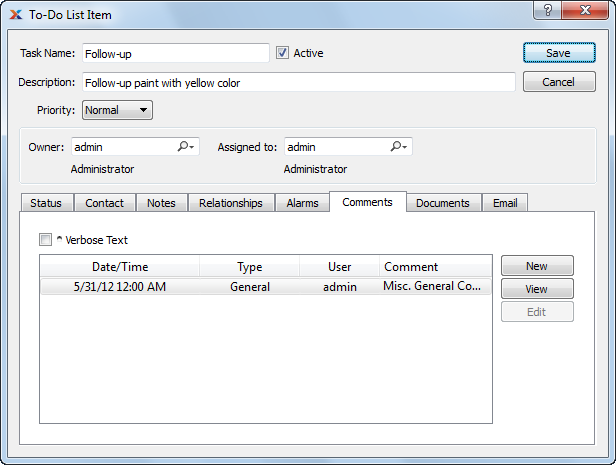 To-Do List Item
Task Name: Follow-up Active Save
Description: Follow-up paint with yellow color Cancel
Priority: Normal
Owner: admin Assigned to: admin
Administrator Administrator
Status Contact Notes Relationships Alarms Comments Documents Email
^ Verbose Text
Date/Time Type User Comment New
5/31/12 12:00 AM General admin Misc. General Co... View
Edit